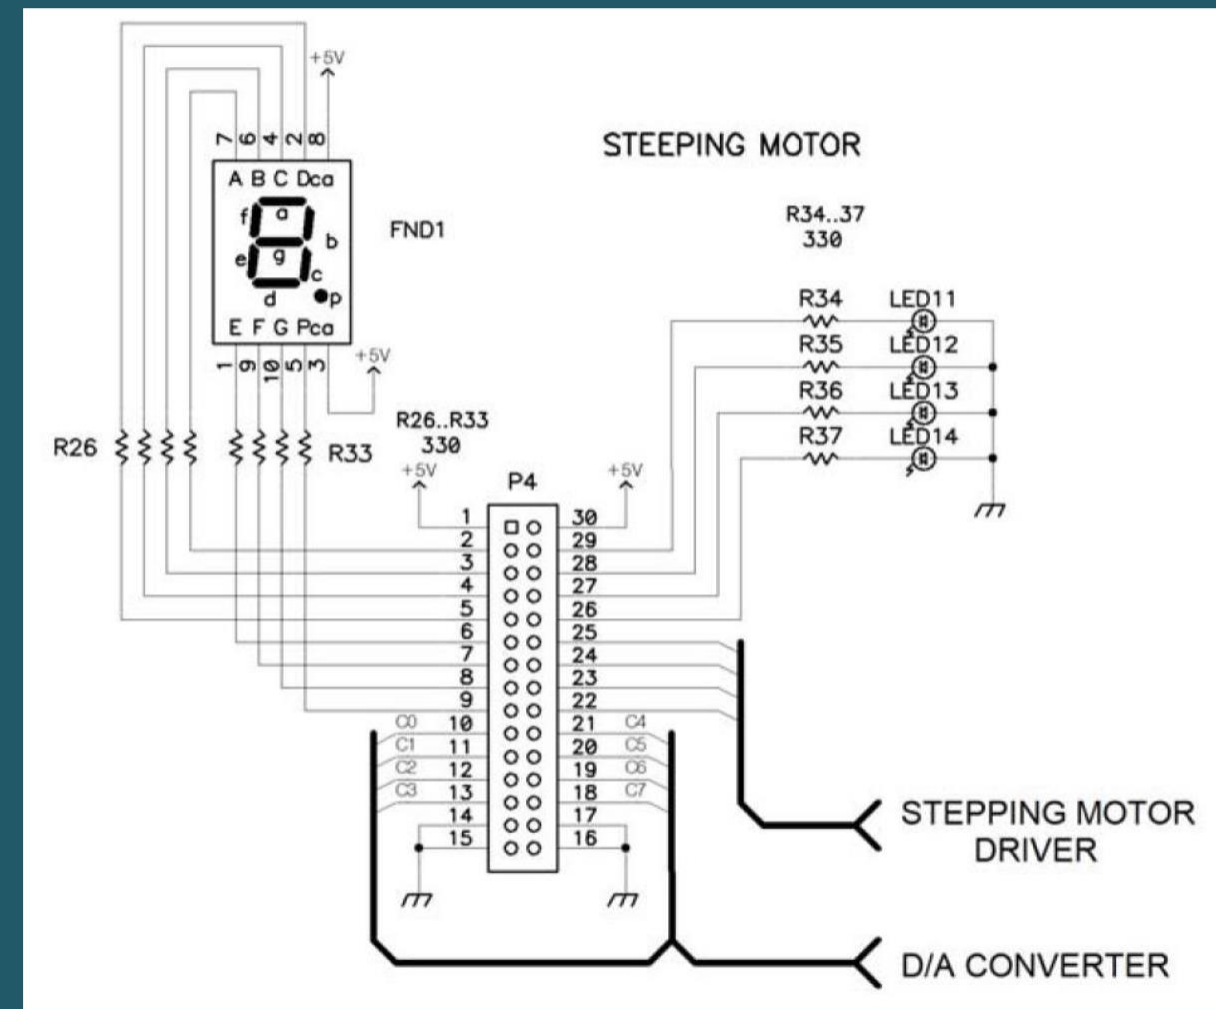 +5V
7 6 4 2 8
STEEPING MOTOR
A B C Dca
f a b
e g c
d p
FND1
E F G Pca
1 9 10 5 3
+5V
R34..37
330
R34 LED11
R35 LED12
R36 LED13
R37 LED14
R26
R33
R26..R33
330
+5V
P4
+5V
1 30
2 29
3 28
4 27
5 26
6 25
7 24
8 23
9 22
C0 10 21 C4
C1 11 20 C5
C2 12 19 C6
C3 13 18 C7
14 17
15 16
STEPPING MOTOR
DRIVER
D/A CONVERTER